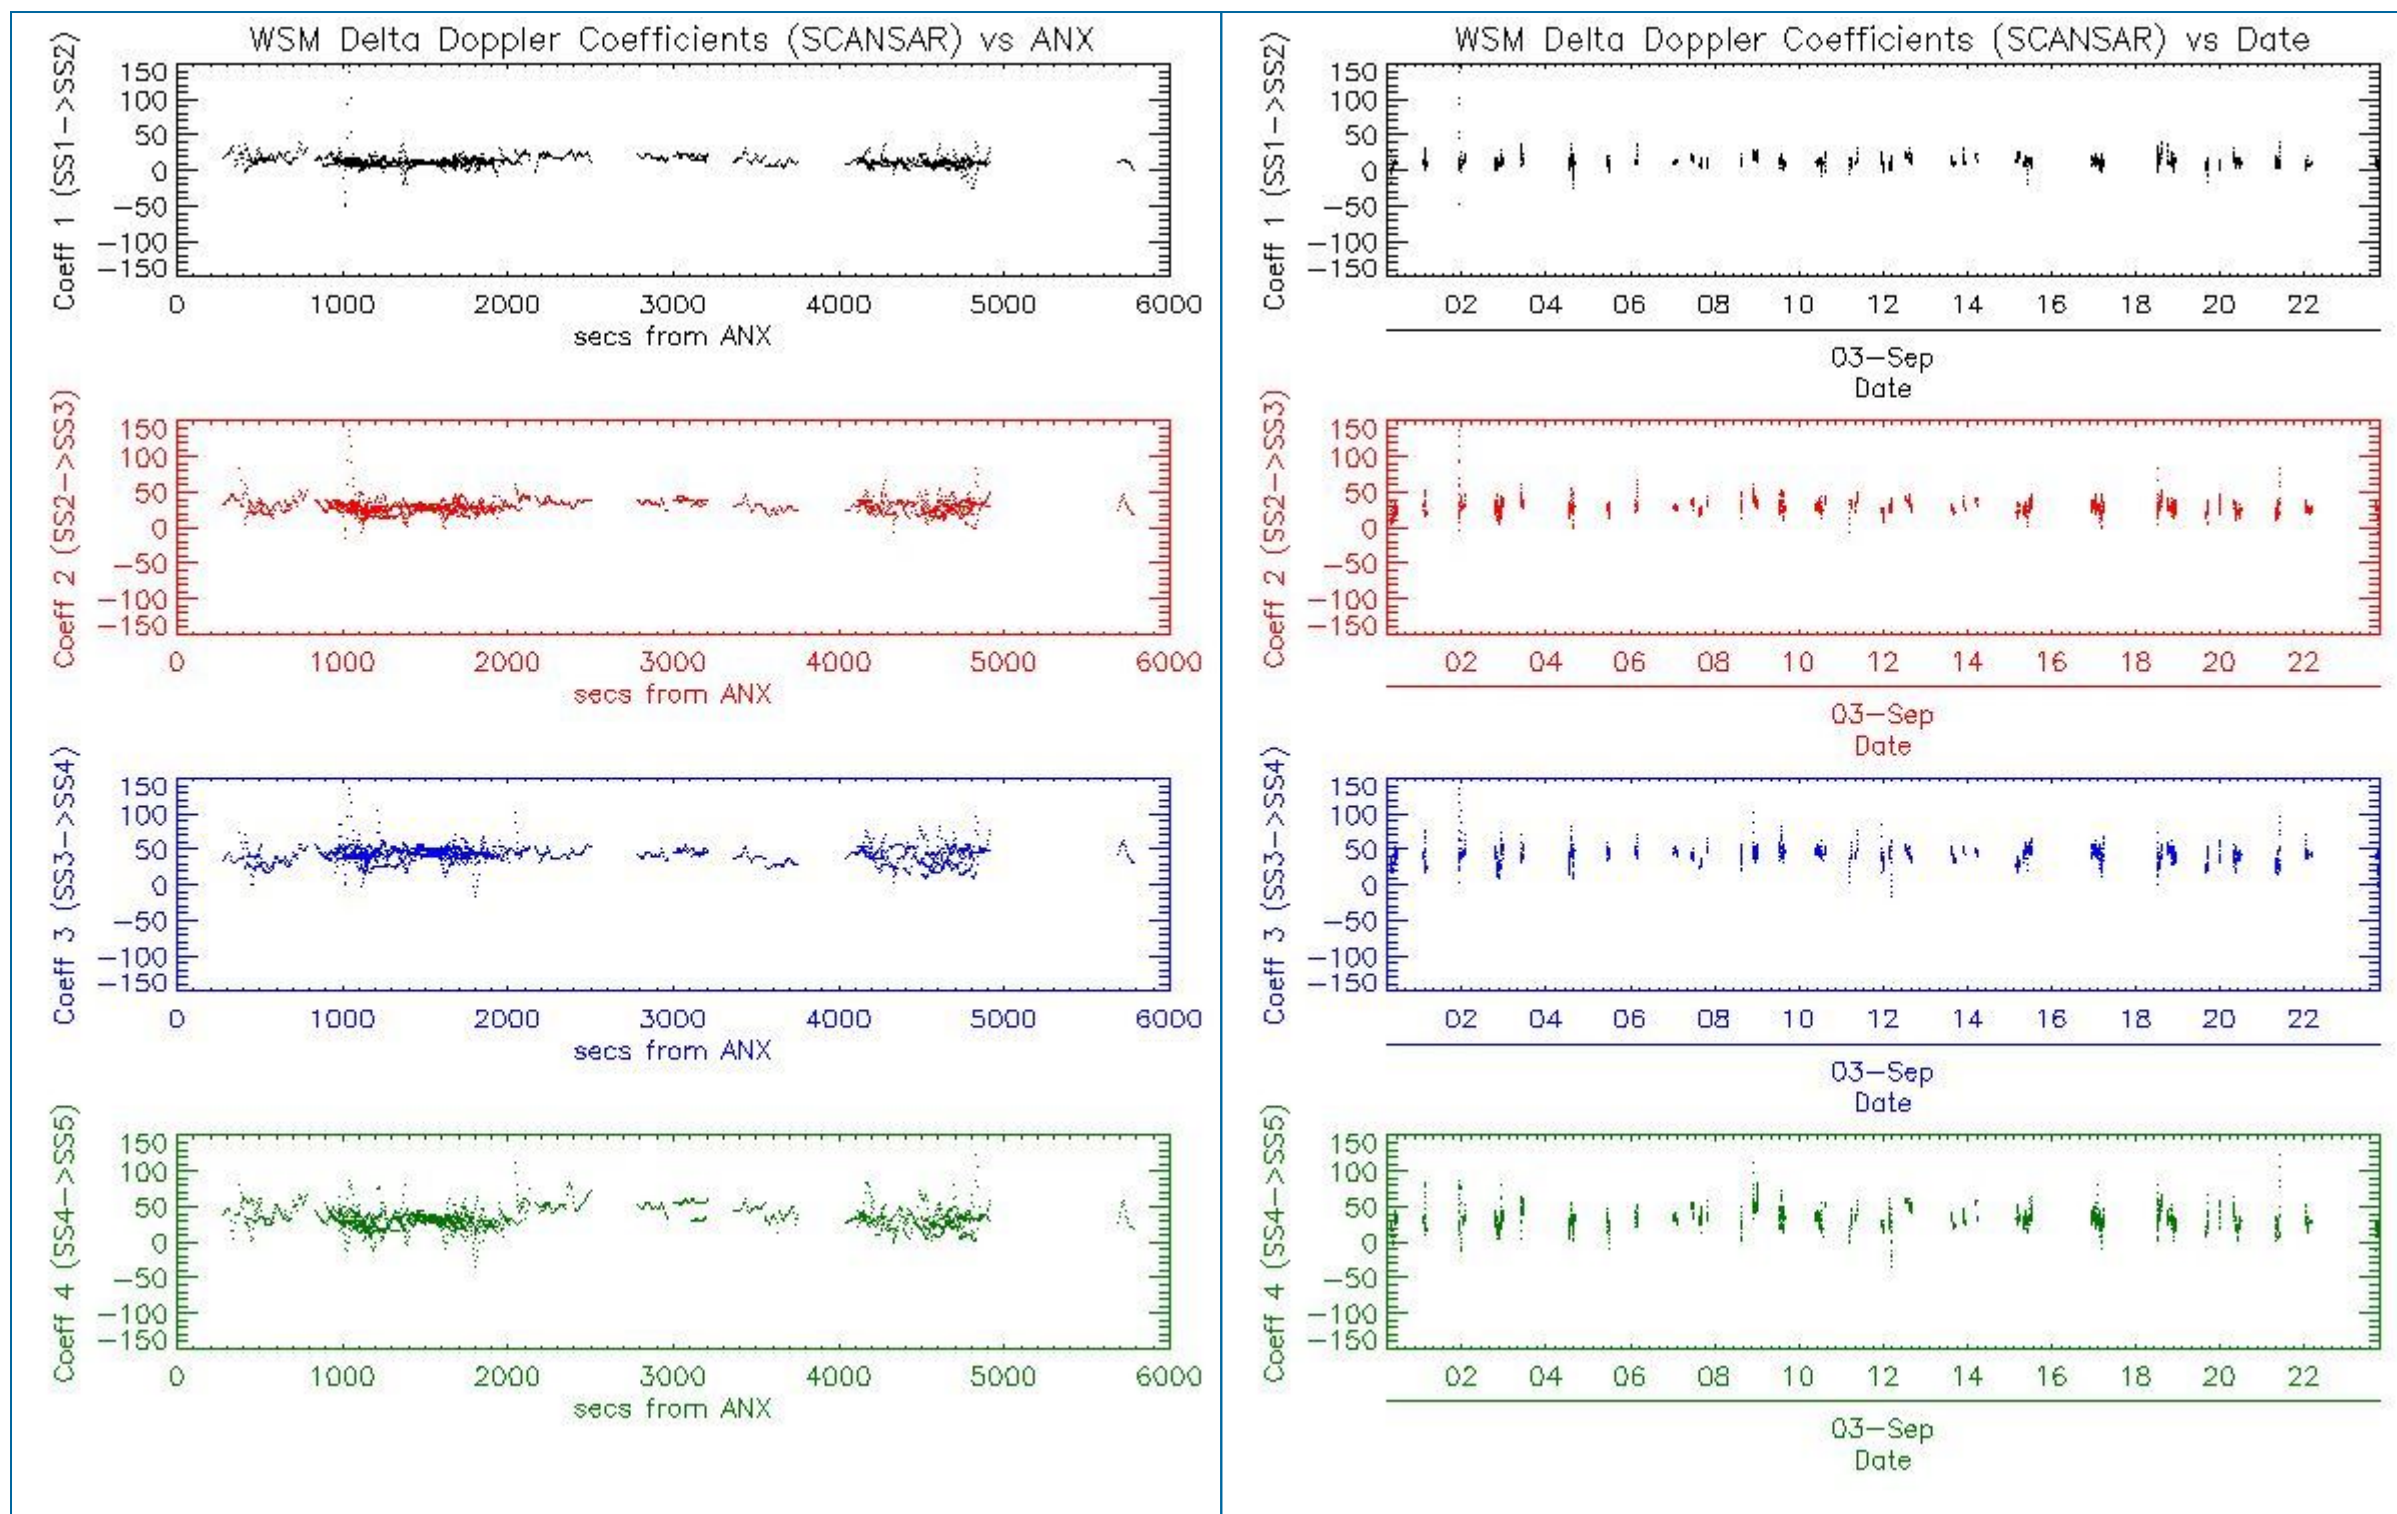 WSM Delta Doppler Coefficients (SCANSAR) vs ANX
Coeff 1 (SS1->SS2)
150
100
50
0
-50
-100
-150
0 1000 2000 3000 4000 5000 6000
secs from ANX
Coeff 2 (SS2->SS3)
150
100
50
0
-50
-100
-150
0 1000 2000 3000 4000 5000 6000
secs from ANX
Coeff 3 (SS3->SS4)
150
100
50
0
-50
-100
-150
0 1000 2000 3000 4000 5000 6000
secs from ANX
Coeff 4 (SS4->SS5)
150
100
50
0
-50
-100
-150
0 1000 2000 3000 4000 5000 6000
secs from ANX
WSM Delta Doppler Coefficients (SCANSAR) vs Date
Coeff 1 (SS1->SS2)
150
100
50
0
-50
-100
-150
02 04 06 08 10 12 14 16 18 20 22
03-Sep
Date
Coeff 2 (SS2->SS3)
150
100
50
0
-50
-100
-150
02 04 06 08 10 12 14 16 18 20 22
03-Sep
Date
Coeff 3 (SS3->SS4)
150
100
50
0
-50
-100
-150
02 04 06 08 10 12 14 16 18 20 22
03-Sep
Date
Coeff 4 (SS4->SS5)
150
100
50
0
-50
-100
-150
02 04 06 08 10 12 14 16 18 20 22
03-Sep
Date